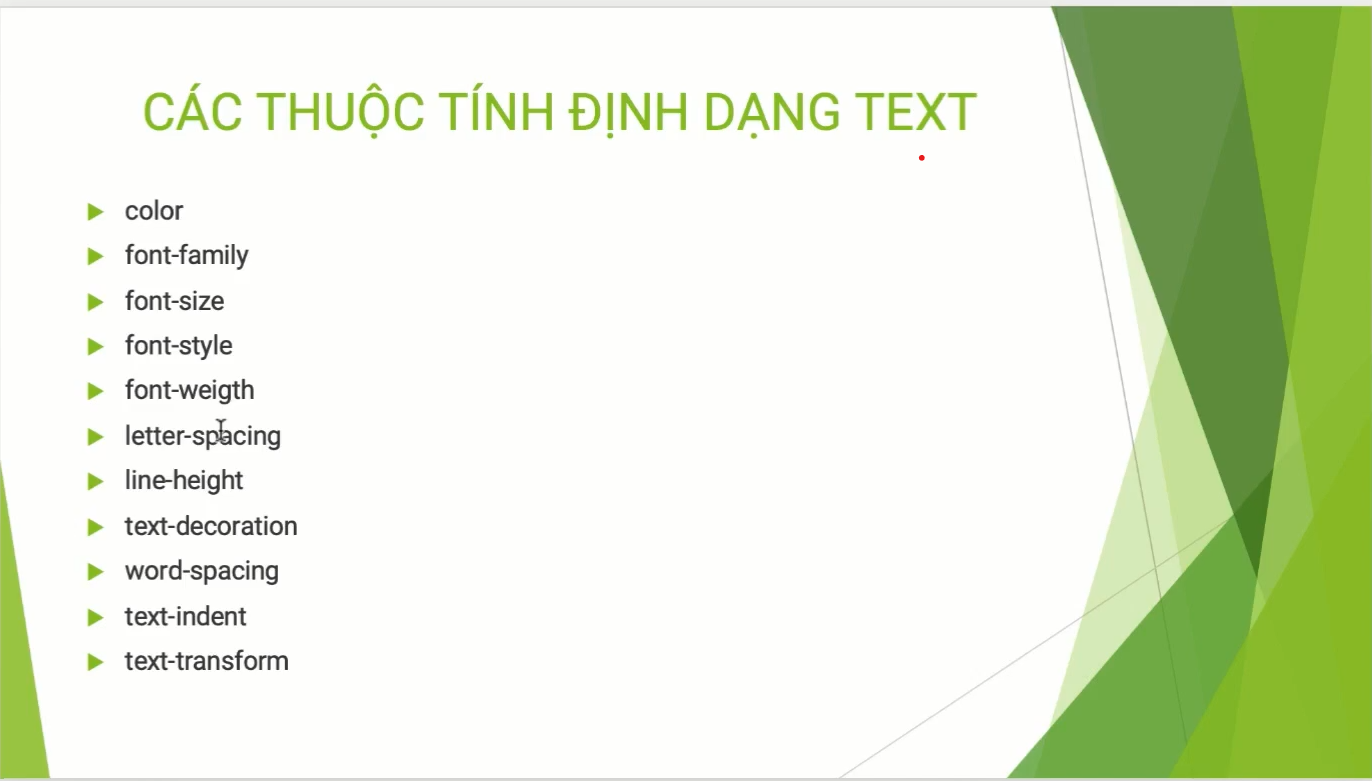 CÁC THUỘC TÍNH ĐỊNH DẠNG TEXT
color
font-family
font-size
font-style
font-weigth
letter-spacing
line-height
text-decoration
word-spacing
text-indent
text-transform